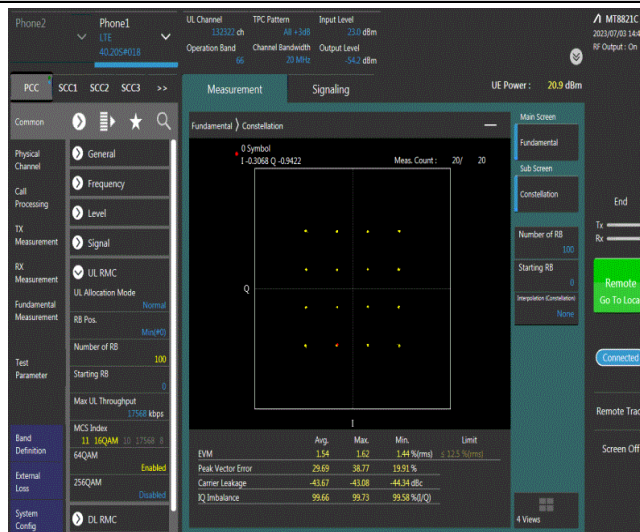 Phone2
Phone1
LTE
40.20S#018
UL Channel
132322 ch
TPC Pattern
All +3dB
Input Level
23.0 dBm
Operation Band
66
Channel Bandwidth
20 MHz
Output Level
-54.2 dBm
MT8821C
2023/07/03 14:4
RF Output : On
PCC
SCC1
SCC2
SCC3
>>
Measurement
Signaling
UE Power : 20.9 dBm
Common
Physical
Channel
Call
Processing
TX
Measurement
RX
Measurement
Fundamental
Measurement
Test
Parameter
Band
Definition
External
Loss
System
Config
General
Frequency
Level
Signal
UL RMC
UL Allocation Mode
Normal
RB Pos.
Min(#0)
Number of RB
100
Starting RB
0
Max UL Throughput
17568 kbps
MCS Index
11 16QAM 10 17568 8
64QAM
Enabled
256QAM
Disabled
DL RMC
Fundamental 〉 Constellation
0 Symbol
I -0.3068 Q -0.9422
Meas. Count : 20/ 20
Q
I
Avg. Max. Min. Limit
EVM 1.54 1.62 1.44 %(rms) ≤ 12.5 %(rms)
Peak Vector Error 29.69 38.77 19.91 %
Carrier Leakage -43.67 -43.08 -44.34 dBc
IQ Imbalance 99.66 99.73 99.58 %(I/Q)
Main Screen
Fundamental
Sub Screen
Constellation
Number of RB
100
Starting RB
0
Interpolation (Constellation)
None
4 Views
End
Tx
Rx
Remote
Go To Loca
Connected
Remote Trac
Screen Off